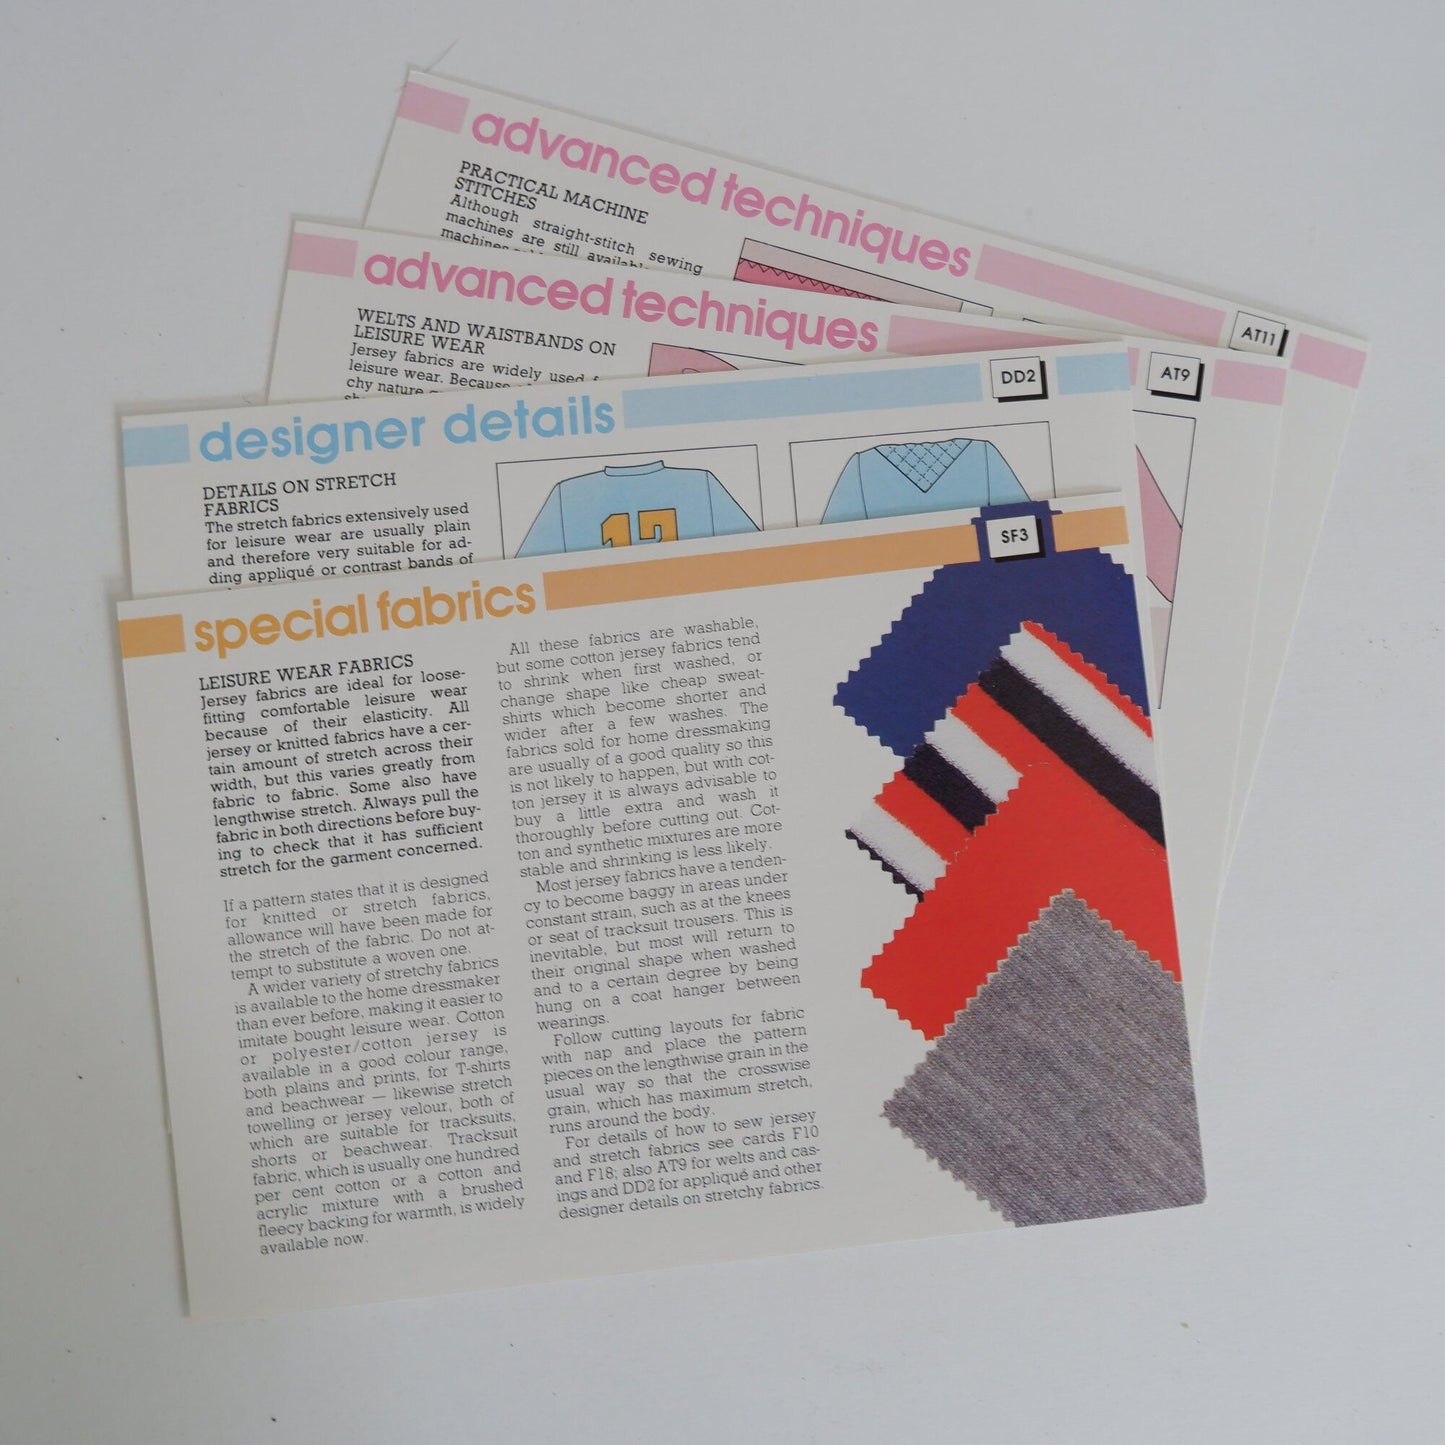 advanced techniques
AT11
PRACTICAL MACHINE
STITCHES
Although straight-stitch sewing
machines are still available
advanced techniques
AT9
WELTS AND WAISTBANDS ON
LEISURE WEAR
Jersey fabrics are widely used
leisure wear. Because
chy nature
designer details
DD2
DETAILS ON STRETCH
FABRICS
The stretch fabrics extensively used
for leisure wear are usually plain
and therefore very suitable for ad-
ding appliqué or contrast bands of
12
special fabrics
SF3
LEISURE WEAR FABRICS
Jersey fabrics are ideal for loose-
fitting comfortable leisure wear
because of their elasticity. All
jersey or knitted fabrics have a cer-
tain amount of stretch across their
width, but this varies greatly from
fabric to fabric. Some also have
lengthwise stretch. Always pull the
fabric in both directions before buy-
ing to check that it has sufficient
stretch for the garment concerned.
If a pattern states that it is designed
for knitted or stretch fabrics,
allowance will have been made for
the stretch of the fabric. Do not at-
tempt to substitute a woven one.
A wider variety of stretchy fabrics
is available to the home dressmaker
than ever before, making it easier to
imitate bought leisure wear. Cotton
or polyester/cotton jersey is
available in a good colour range,
both plains and prints, for T-shirts
and beachwear — likewise stretch
towelling or jersey velour, both of
which are suitable for tracksuits,
shorts or beachwear. Tracksuit
fabric, which is usually one hundred
per cent cotton or a cotton and
acrylic mixture with a brushed
fleecy backing for warmth, is widely
available now.
All these fabrics are washable,
but some cotton jersey fabrics tend
to shrink when first washed, or
change shape like cheap sweat-
shirts which become shorter and
wider after a few washes. The
fabrics sold for home dressmaking
are usually of a good quality so this
is not likely to happen, but with cot-
ton jersey it is always advisable to
buy a little extra and wash it
thoroughly before cutting out. Cot-
ton and synthetic mixtures are more
stable and shrinking is less likely.
Most jersey fabrics have a tenden-
cy to become baggy in areas under
constant strain, such as at the knees
or seat of tracksuit trousers. This is
inevitable, but most will return to
their original shape when washed
and to a certain degree by being
hung on a coat hanger between
wearings.
Follow cutting layouts for fabric
with nap and place the pattern
pieces on the lengthwise grain in the
usual way so that the crosswise
grain, which has maximum stretch,
runs around the body.
For details of how to sew jersey
and stretch fabrics see cards F10
and F18; also AT9 for welts and cas-
ings and DD2 for appliqué and other
designer details on stretchy fabrics.